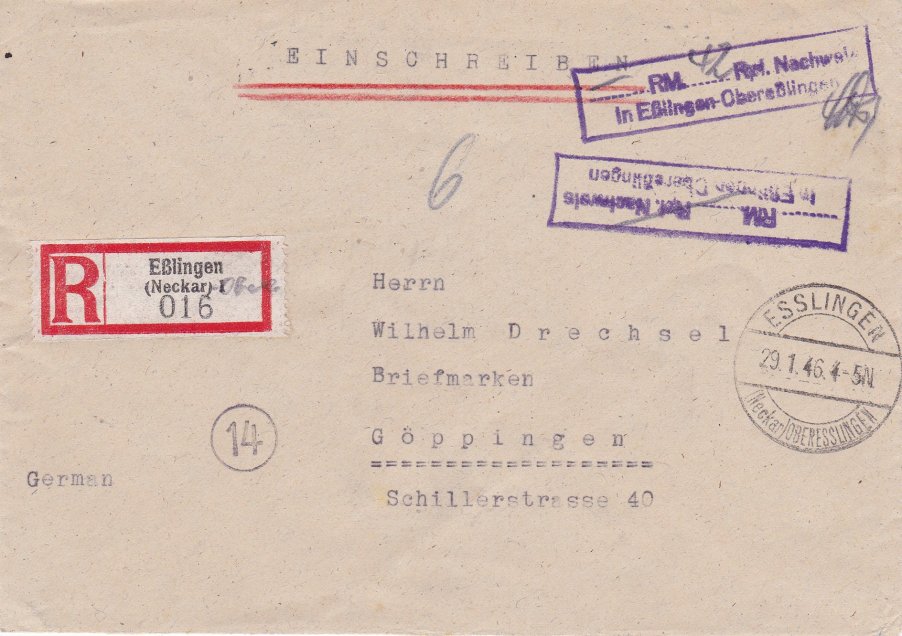 EINSCHREIBEN
RM. 42 Rpf. Nachweis
in Eßlingen-Obereßlingen
RM. Rpf. Nachweis
in Eßlingen-Obereßlingen
6
R
Eßlingen
(Neckar) 1
016
Herrn
Wilhelm Drechsel
Briefmarken
Göppingen
Schillerstrasse 40
ESSLINGEN
29.1.46.4-5N
(Neckar) OBERESSLINGEN
14
German